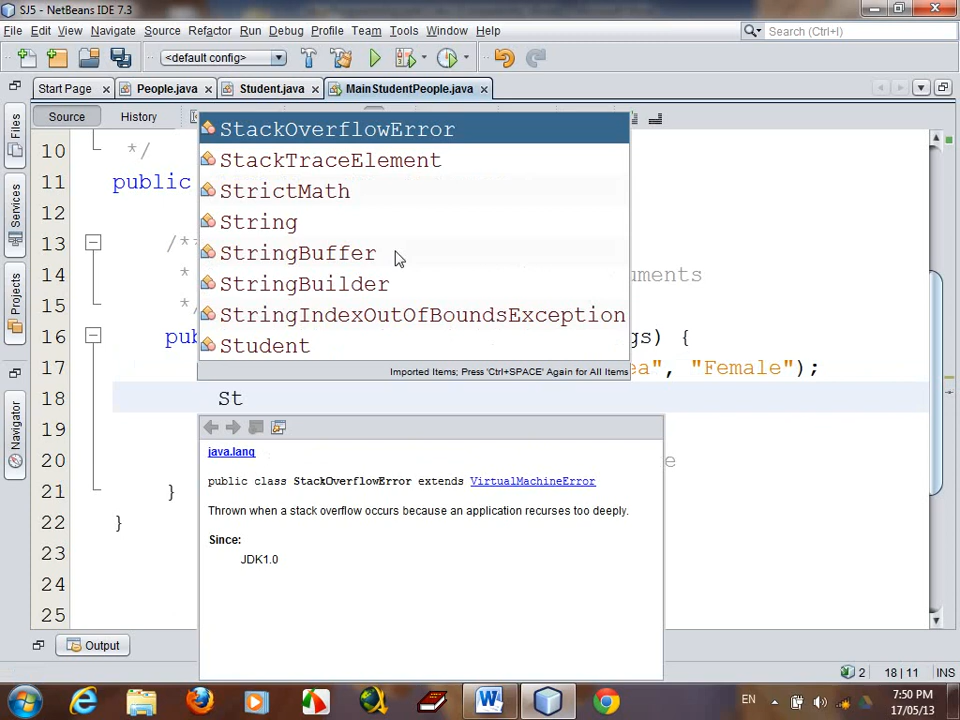 SJ5 - NetBeans IDE 7.3
File Edit View Navigate Source Refactor Run Debug Profile Team Tools Window Help
Search (Ctrl+I)
<default config>
Start Page People.java Student.java MainStudentPeople.java
Source History
Files
Services
Projects
Navigator
StackOverflowError
StackTraceElement
StrictMath
String
StringBuffer
StringBuilder
StringIndexOutOfBoundsException
Student
Imported Items; Press 'Ctrl+SPACE' Again for All Items
10 */
11 public
12
13 /**
14 * uments
15 */
16 pub gs) {
17 ea", "Female");
18 St
19
20 e
21 }
22 }
23
24
25
java.lang
public class StackOverflowError extends VirtualMachineError
Thrown when a stack overflow occurs because an application recurses too deeply.
Since:
JDK1.0
Output
2 18 | 11 INS
EN 7:50 PM
17/05/13